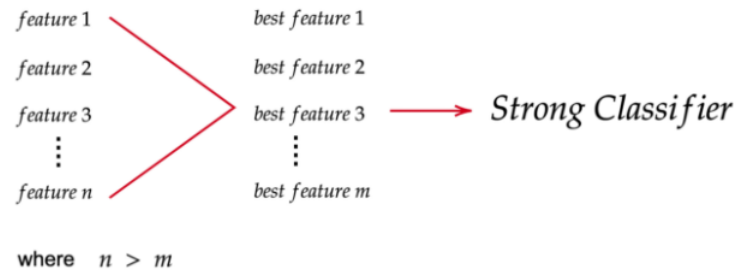 feature 1
feature 2
feature 3
feature n
best feature 1
best feature 2
best feature 3
best feature m
Strong Classifier
where n > m